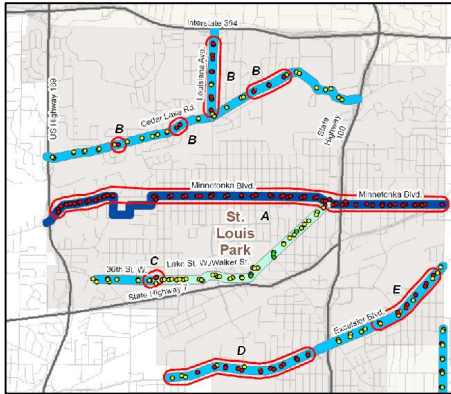 Interstate 394
US Highway 169
Louisiana Ave.
B
B
Cedar Lake Rd
State
Highway
100
B
B
Minnetonka Blvd.
Minnetonka Blvd.
A
St.
Louis
Park
C
Lake St. W./Walker St.
36th St. W.
State Highway 7
E
Excelsior Blvd.
D